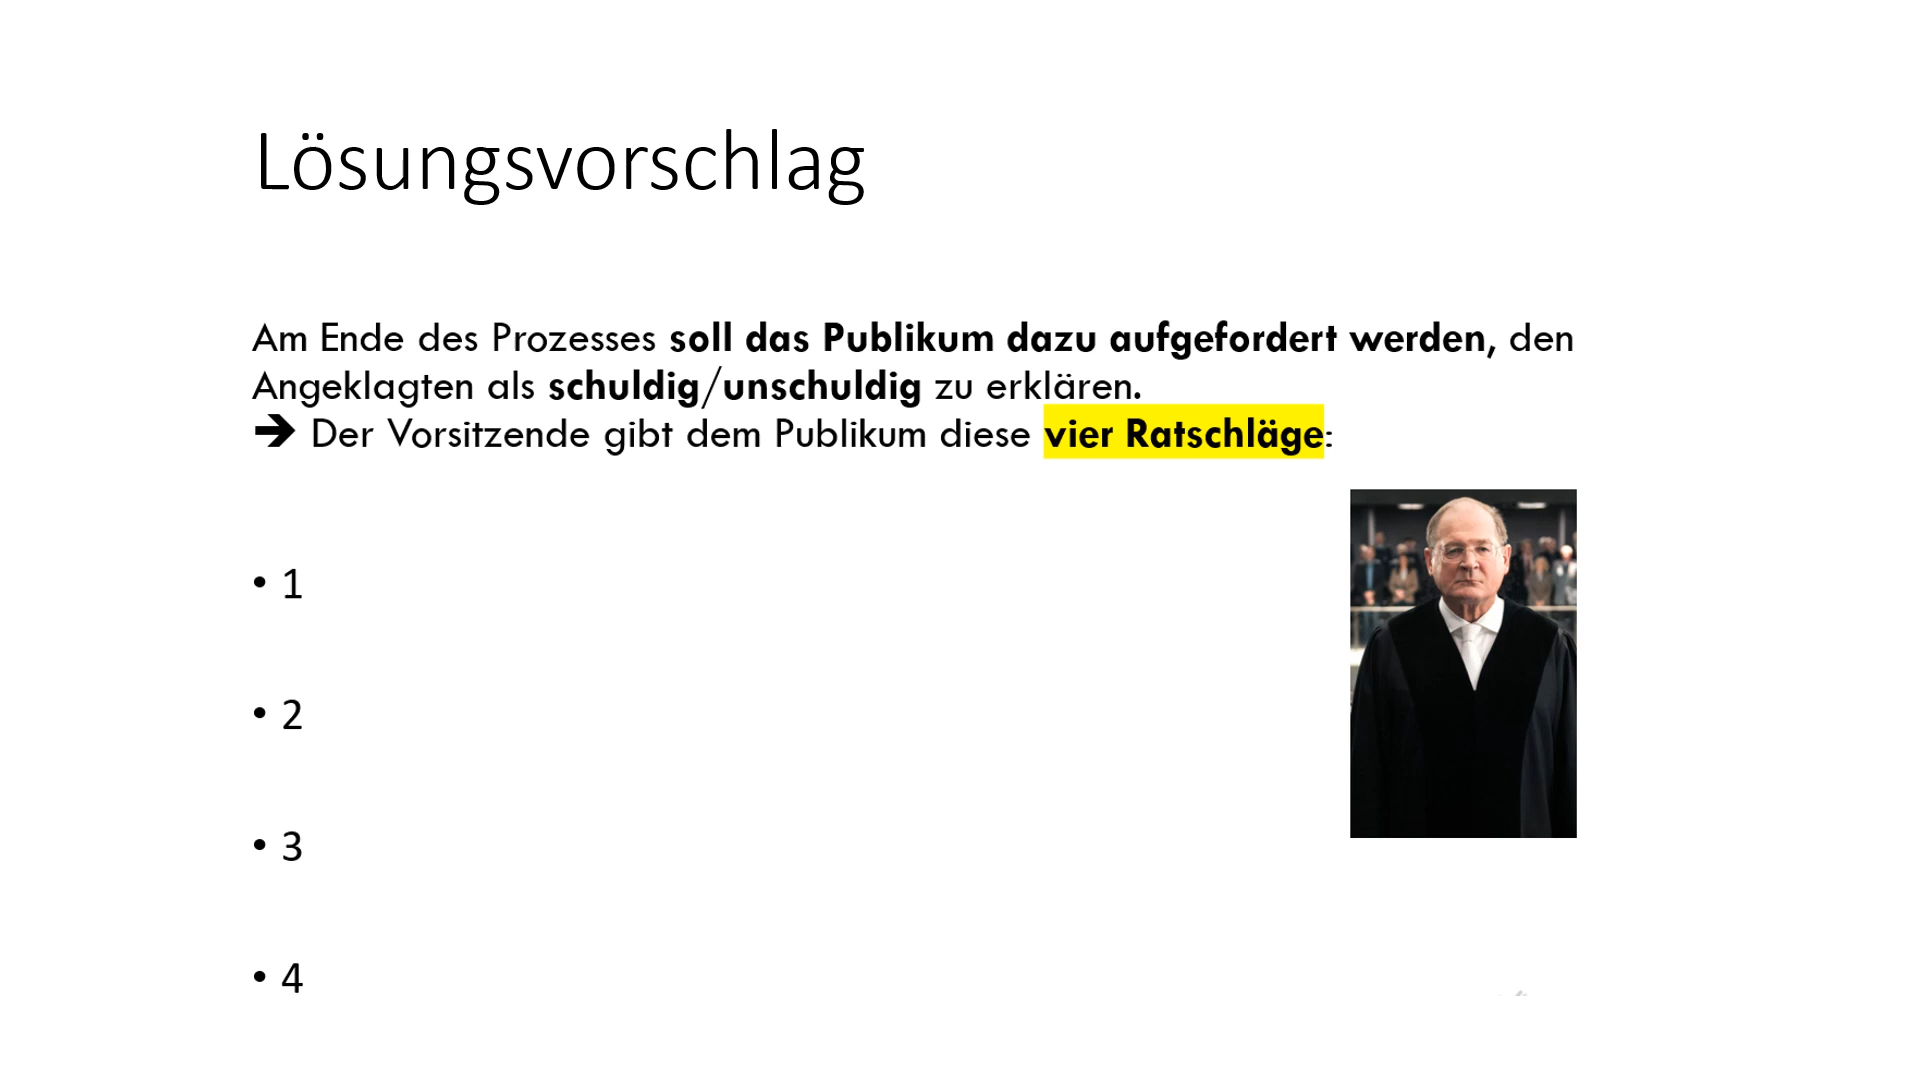 Lösungsvorschlag
Am Ende des Prozesses soll das Publikum dazu aufgefordert werden, den
Angeklagten als schuldig/unschuldig zu erklären.
➔ Der Vorsitzende gibt dem Publikum diese vier Ratschläge:
• 1
• 2
• 3
• 4